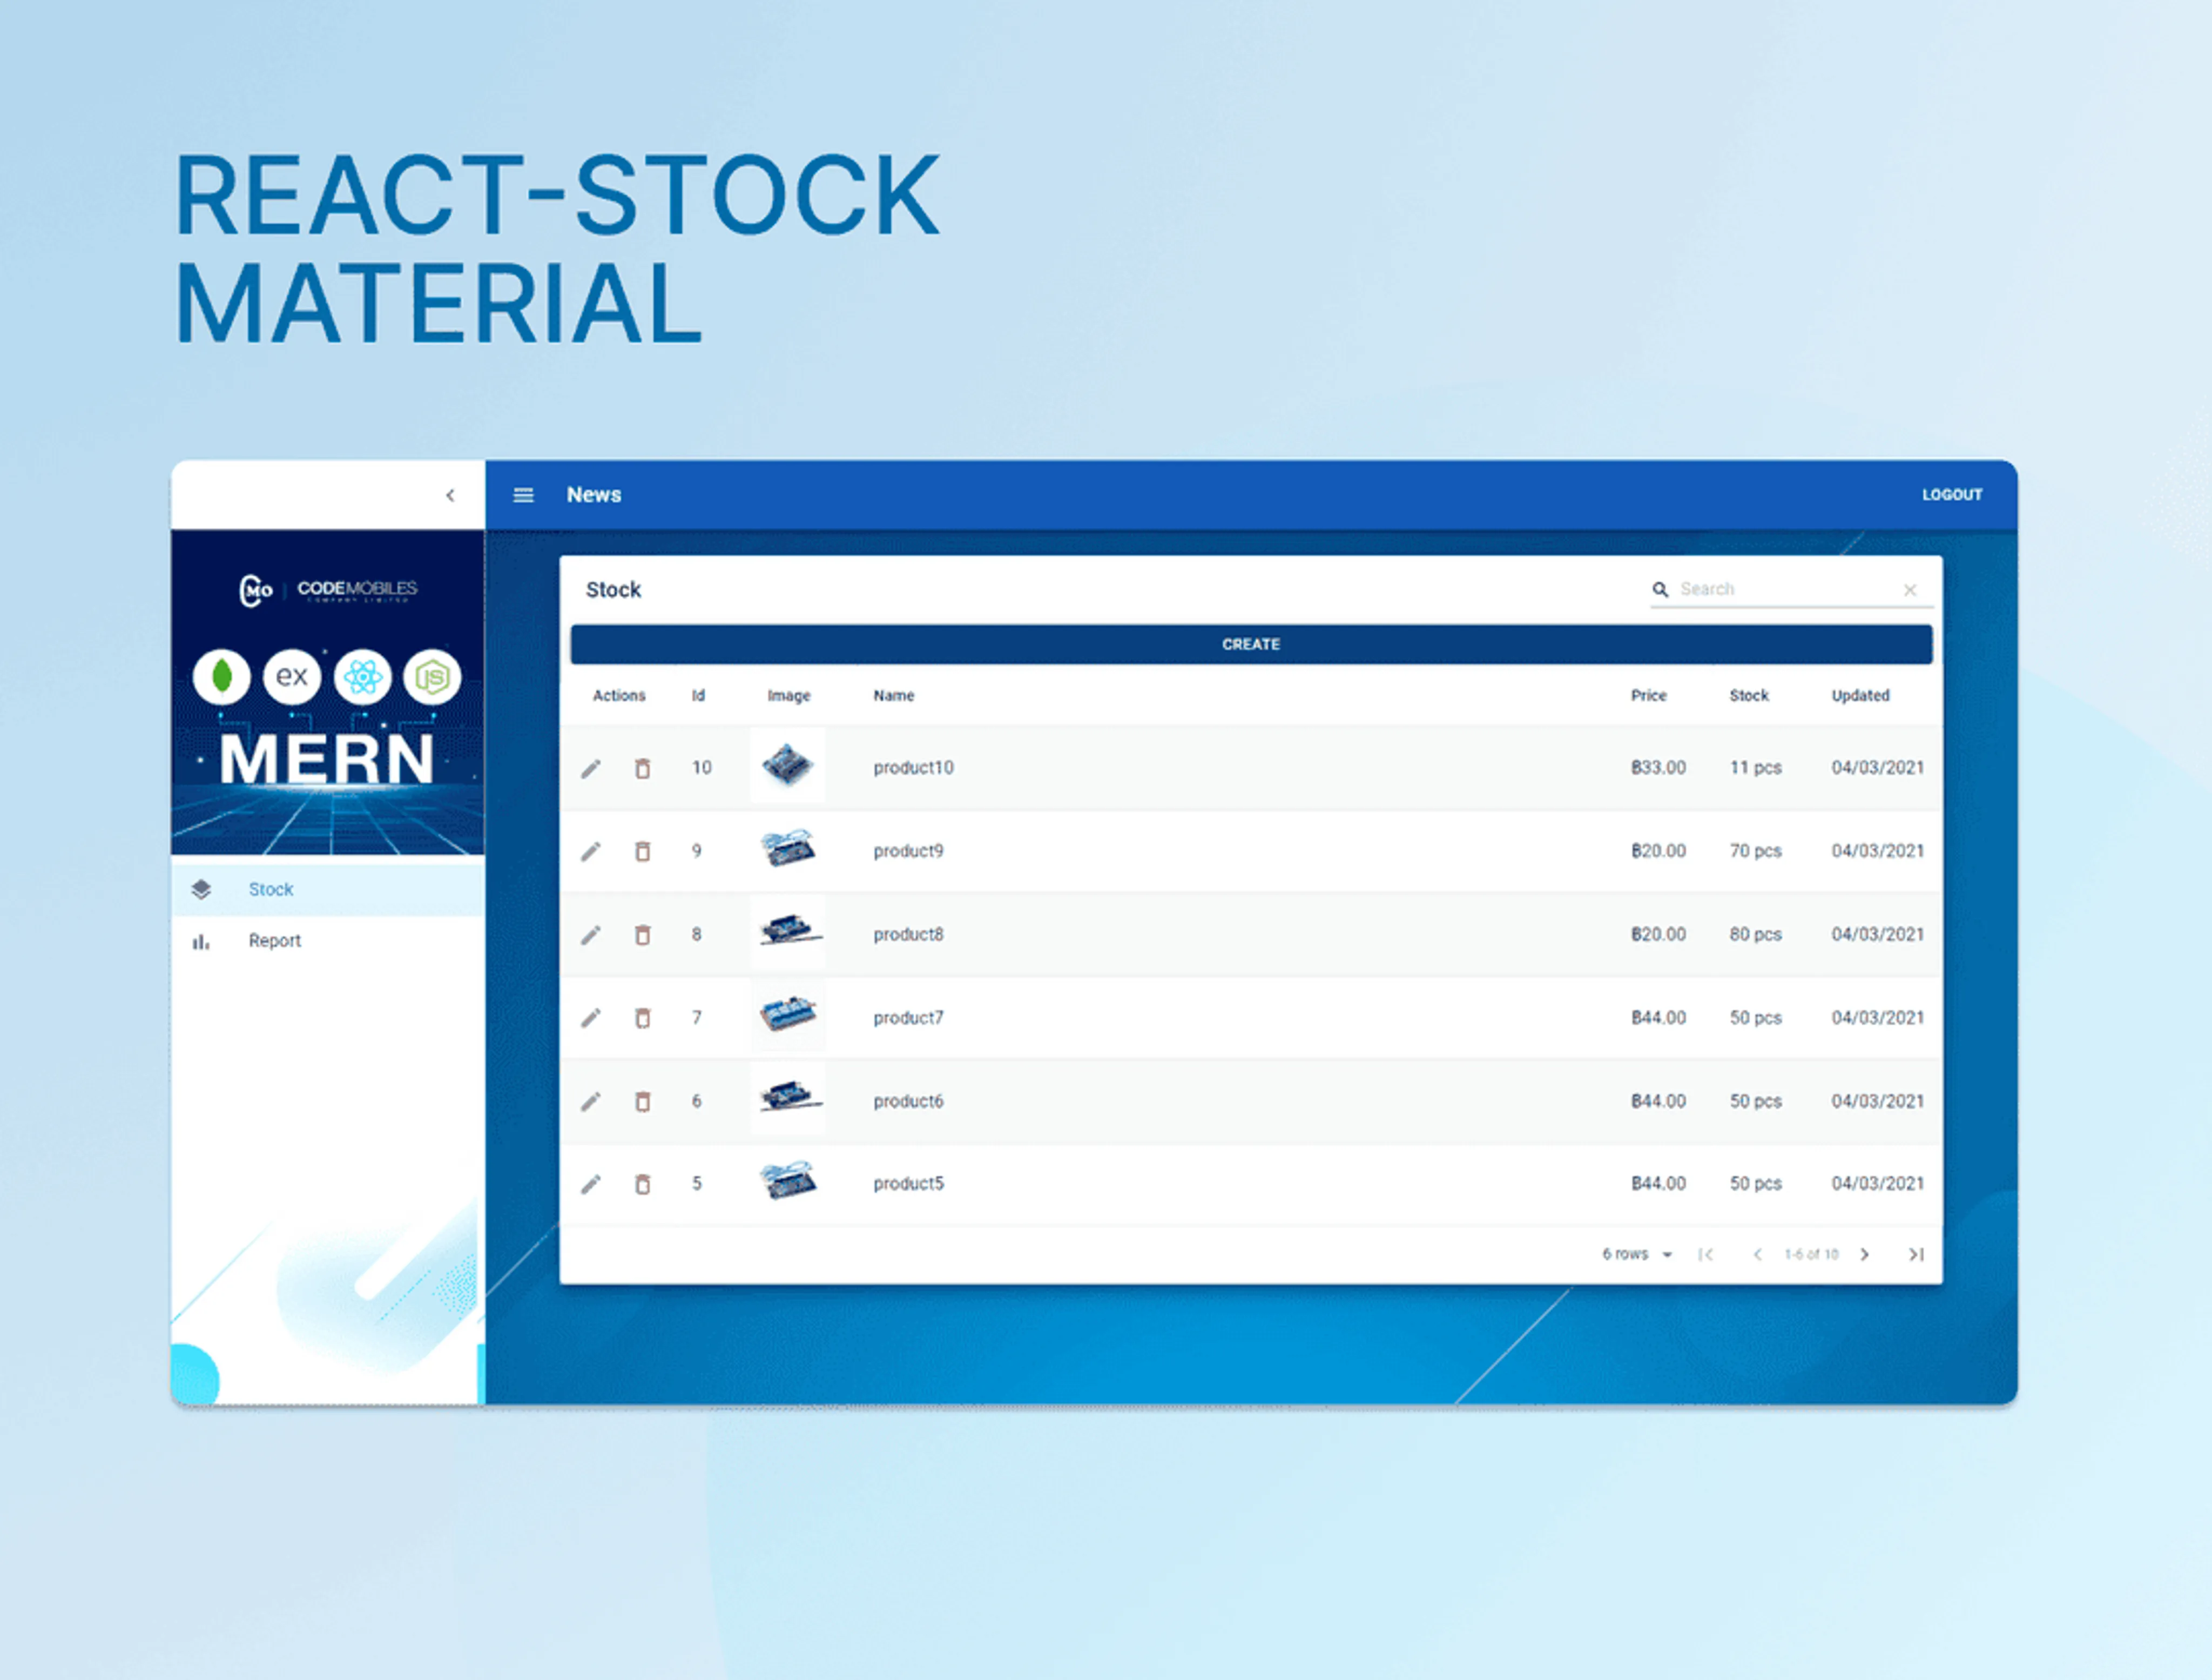 REACT-STOCK
MATERIAL
News
LOGOUT
CMO | CODEMOBILES
COMPANY LIMITED
ex
JS
MERN
Stock
Report
Stock
Search
CREATE
Actions Id Image Name Price Stock Updated
10 product10 ฿33.00 11 pcs 04/03/2021
9 product9 ฿20.00 70 pcs 04/03/2021
8 product8 ฿20.00 80 pcs 04/03/2021
7 product7 ฿44.00 50 pcs 04/03/2021
6 product6 ฿44.00 50 pcs 04/03/2021
5 product5 ฿44.00 50 pcs 04/03/2021
6 rows 1-6 of 10